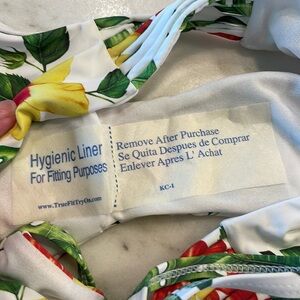 Hygienic Liner
For Fitting Purposes
www.TrueFitTryOn.com
Remove After Purchase
Se Quita Despues de Comprar
Enlever Apres L' Achat
KC-1